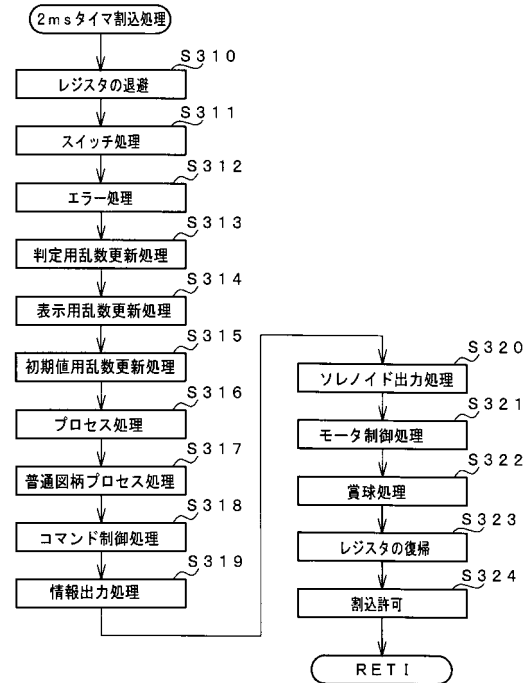 ２ｍｓタイマ割込処理
Ｓ３１０
レジスタの退避
Ｓ３１１
スイッチ処理
Ｓ３１２
エラー処理
Ｓ３１３
判定用乱数更新処理
Ｓ３１４
表示用乱数更新処理
Ｓ３１５
初期値用乱数更新処理
Ｓ３１６
プロセス処理
Ｓ３１７
普通図柄プロセス処理
Ｓ３１８
コマンド制御処理
Ｓ３１９
情報出力処理
Ｓ３２０
ソレノイド出力処理
Ｓ３２１
モータ制御処理
Ｓ３２２
賞球処理
Ｓ３２３
レジスタの復帰
Ｓ３２４
割込許可
ＲＥＴＩ